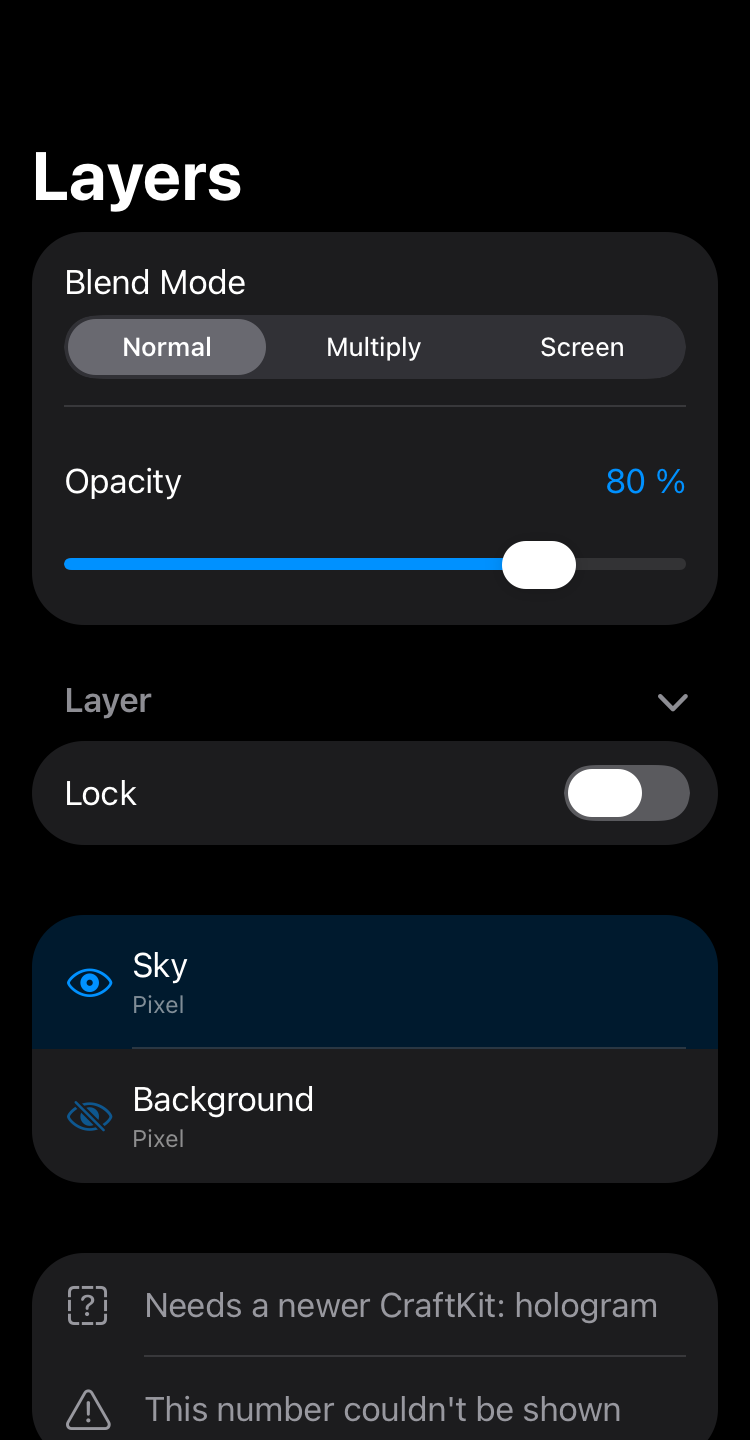 Layers
Blend Mode
Normal Multiply Screen
Opacity 80 %
Layer
Lock
Sky
Pixel
Background
Pixel
Needs a newer CraftKit: hologram
This number couldn't be shown